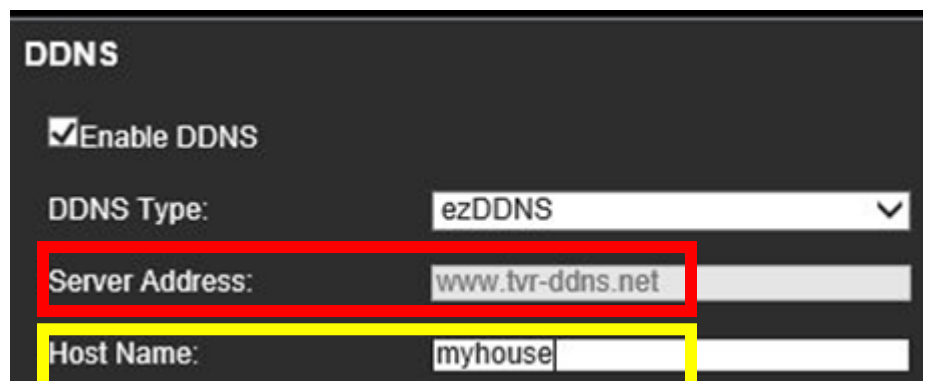 DDNS
Enable DDNS
DDNS Type: ezDDNS
Server Address: www.tvr-ddns.net
Host Name: myhouse